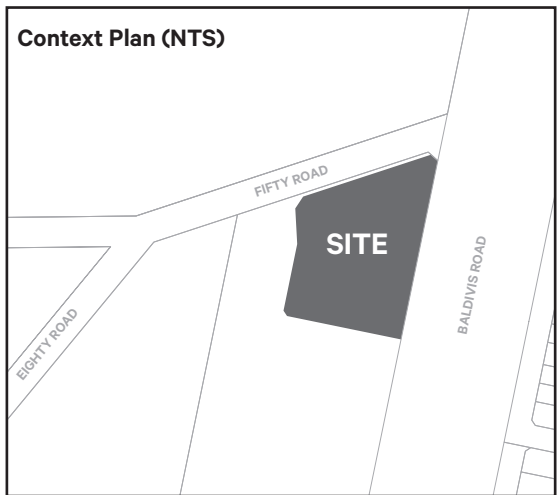 Context Plan (NTS)
FIFTY ROAD
SITE
BALDIVIS ROAD
EIGHTY ROAD